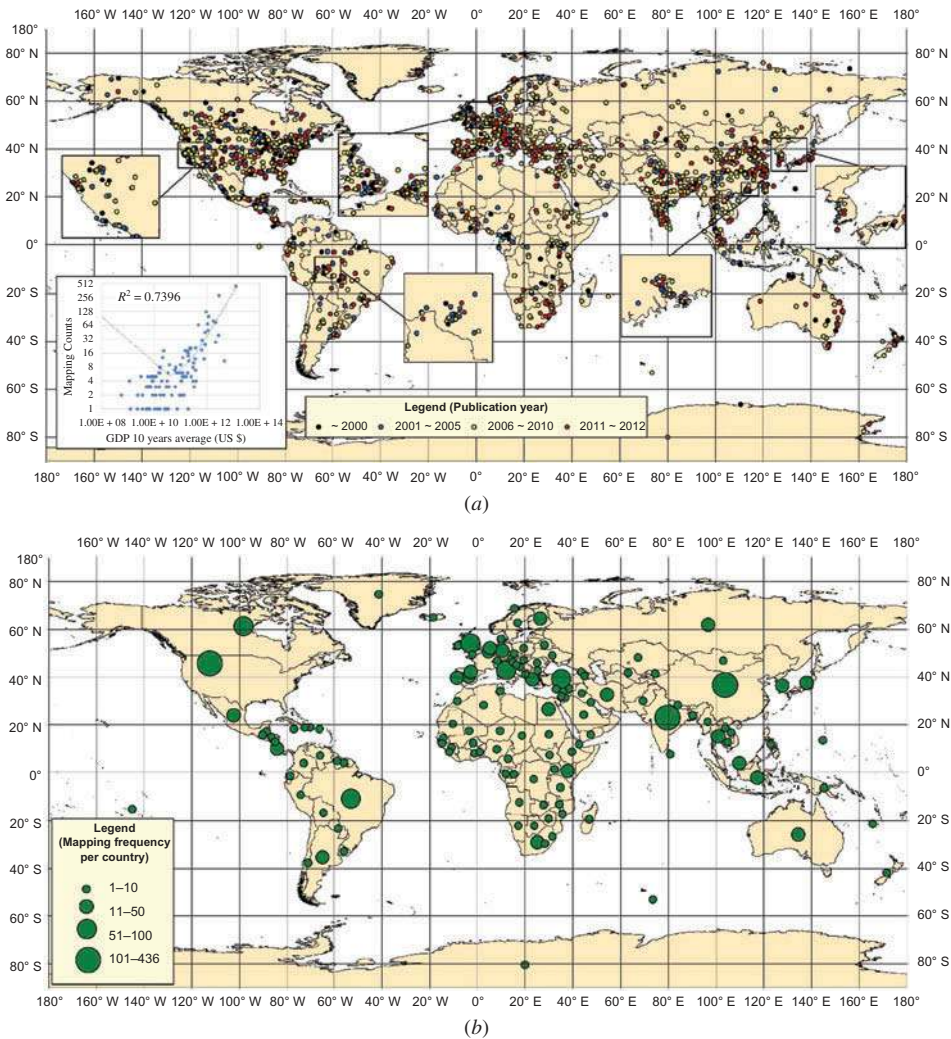 160° W 140° W 120° W 100° W 80° W 60° W 40° W 20° W 0° 20° E 40° E 60° E 80° E 100° E 120° E 140° E 160° E
180° 180°
80° N 80° N
60° N 60° N
40° N 40° N
20° N 20° N
0° 0°
20° S 20° S
40° S 40° S
60° S 60° S
80° S 80° S
512
256
128
64
32
16
8
4
2
1
R² = 0.7396
Mapping Counts
1.00E + 08 1.00E + 10 1.00E + 12 1.00E + 14
GDP 10 years average (US $)
Legend (Publication year)
~ 2000 2001 ~ 2005 2006 ~ 2010 2011 ~ 2012
180 160° W 140° W 120° W 100° W 80° W 60° W 40° W 20° W 0° 20° E 40° E 60° E 80° E 100° E 120° E 140° E 160° E 180
(a)
160° W 140° W 120° W 100° W 80° W 60° W 40° W 20° W 0° 20° E 40° E 60° E 80° E 100° E 120° E 140° E 160° E
180° 180°
80° N 80° N
60° N 60° N
40° N 40° N
20° N 20° N
0° 0°
20° S 20° S
40° S 40° S
60° S 60° S
80° S 80° S
Legend
(Mapping frequency
per country)
1–10
11–50
51–100
101–436
180 160° W 140° W 120° W 100° W 80° W 60° W 40° W 20° W 0° 20° E 40° E 60° E 80° E 100° E 120° E 140° E 160° E 180
(b)